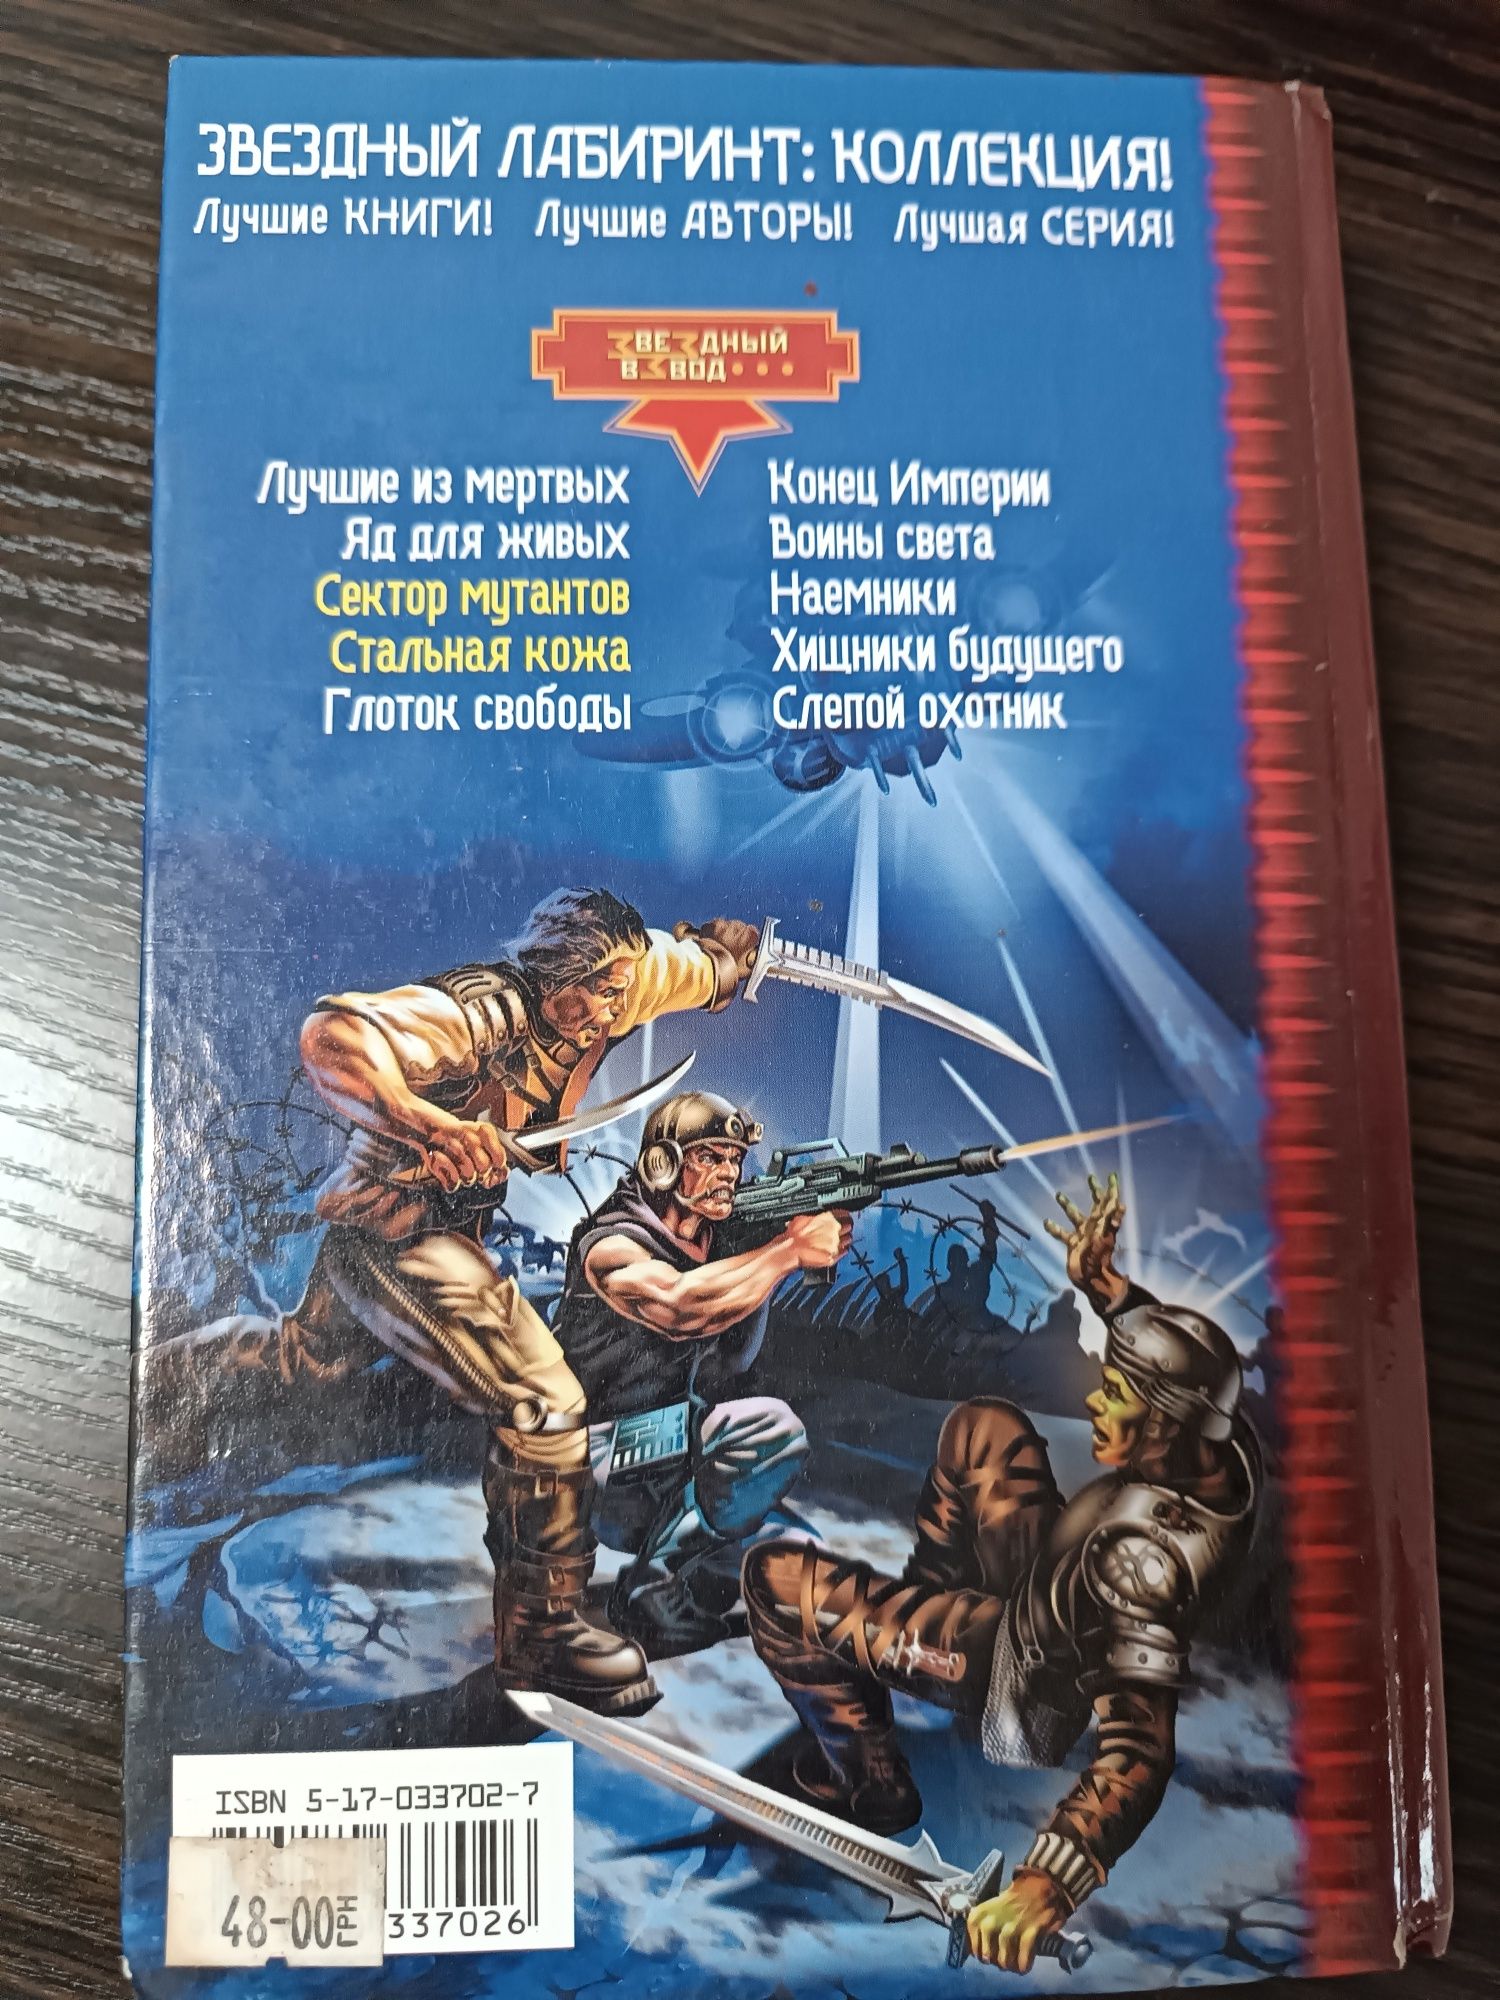 ЗВЕЗДНЫЙ ЛАБИРИНТ: КОЛЛЕКЦИЯ!
Лучшие КНИГИ! Лучшие АВТОРЫ! Лучшая СЕРИЯ!
ЗВЕЗДНЫЙ
ВЗВОД...
Лучшие из мертвых
Яд для живых
Сектор мутантов
Стальная кожа
Глоток свободы
Конец Империи
Воины света
Наемники
Хищники будущего
Слепой охотник
ISBN 5-17-033702-7
48-00 ГРН
337026